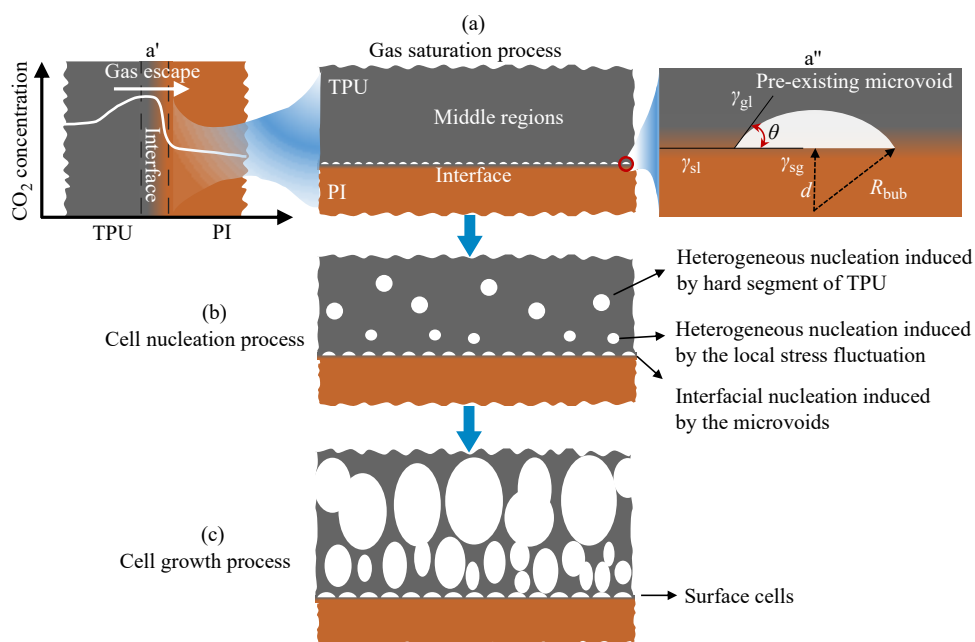 (a)
Gas saturation process
a'
Gas escape
CO2 concentration
Interface
TPU
PI
TPU
Middle regions
Interface
PI
a''
Pre-existing microvoid
γgl
θ
γsl
γsg
d
Rbub
(b)
Cell nucleation process
Heterogeneous nucleation induced
by hard segment of TPU
Heterogeneous nucleation induced
by the local stress fluctuation
Interfacial nucleation induced
by the microvoids
(c)
Cell growth process
Surface cells